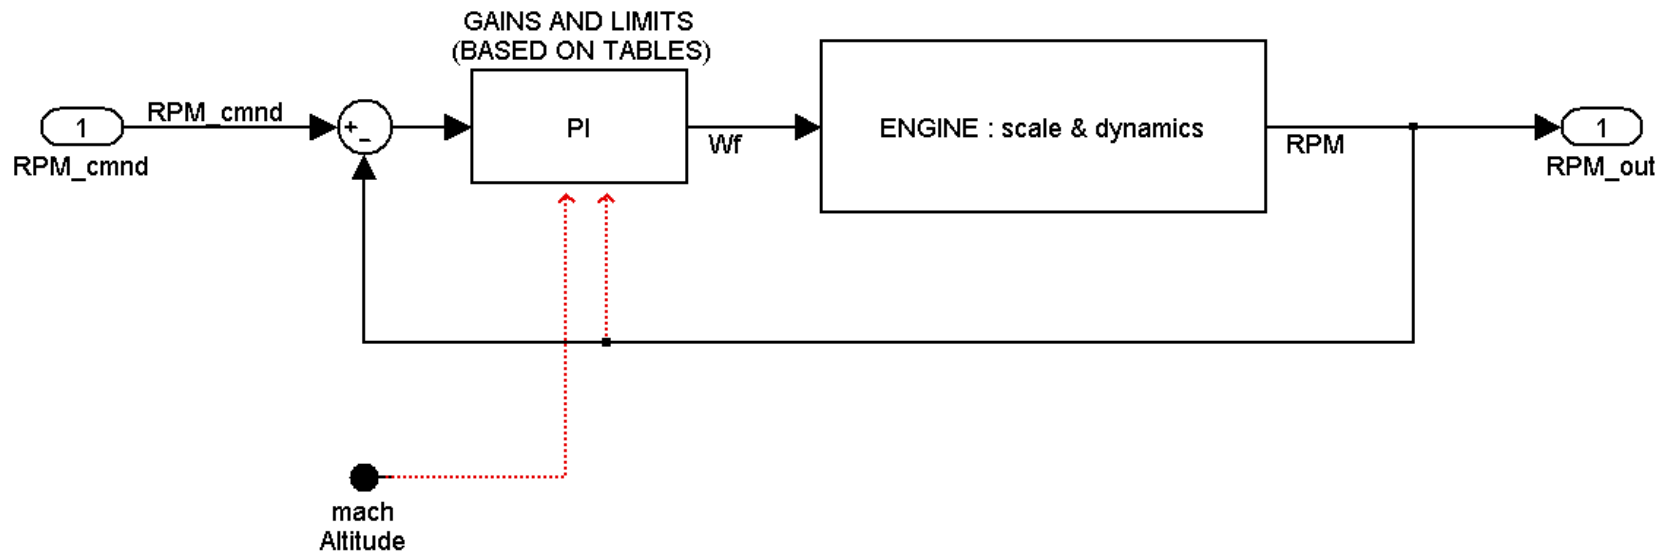 GAINS AND LIMITS
(BASED ON TABLES)
RPM_cmnd
1
RPM_cmnd
+
-
PI
Wf
ENGINE : scale & dynamics
RPM
1
RPM_out
mach
Altitude